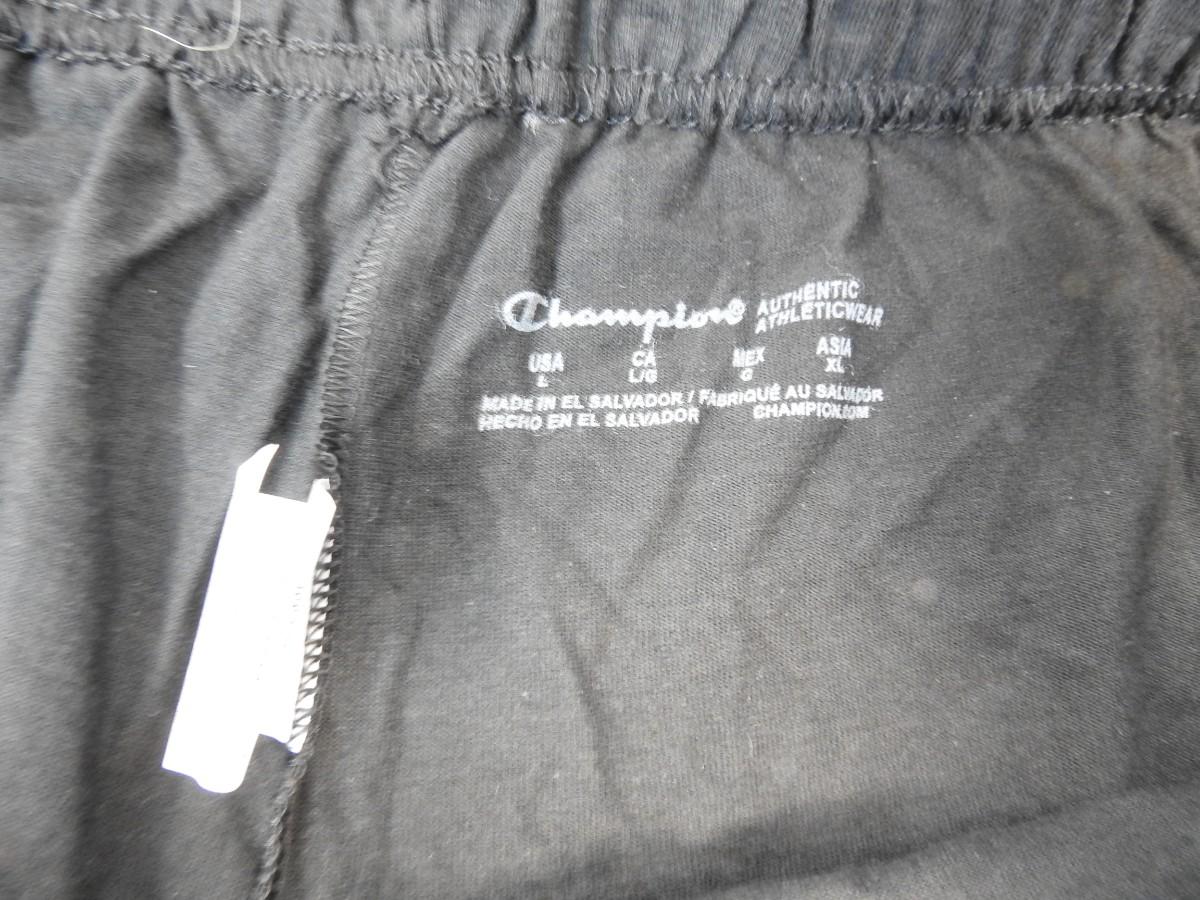 Champion® AUTHENTIC
ATHLETICWEAR
USA CA MEX ASIA
L L/G G XL
MADE IN EL SALVADOR / FABRIQUÉ AU SALVADOR
HECHO EN EL SALVADOR CHAMPION.COM